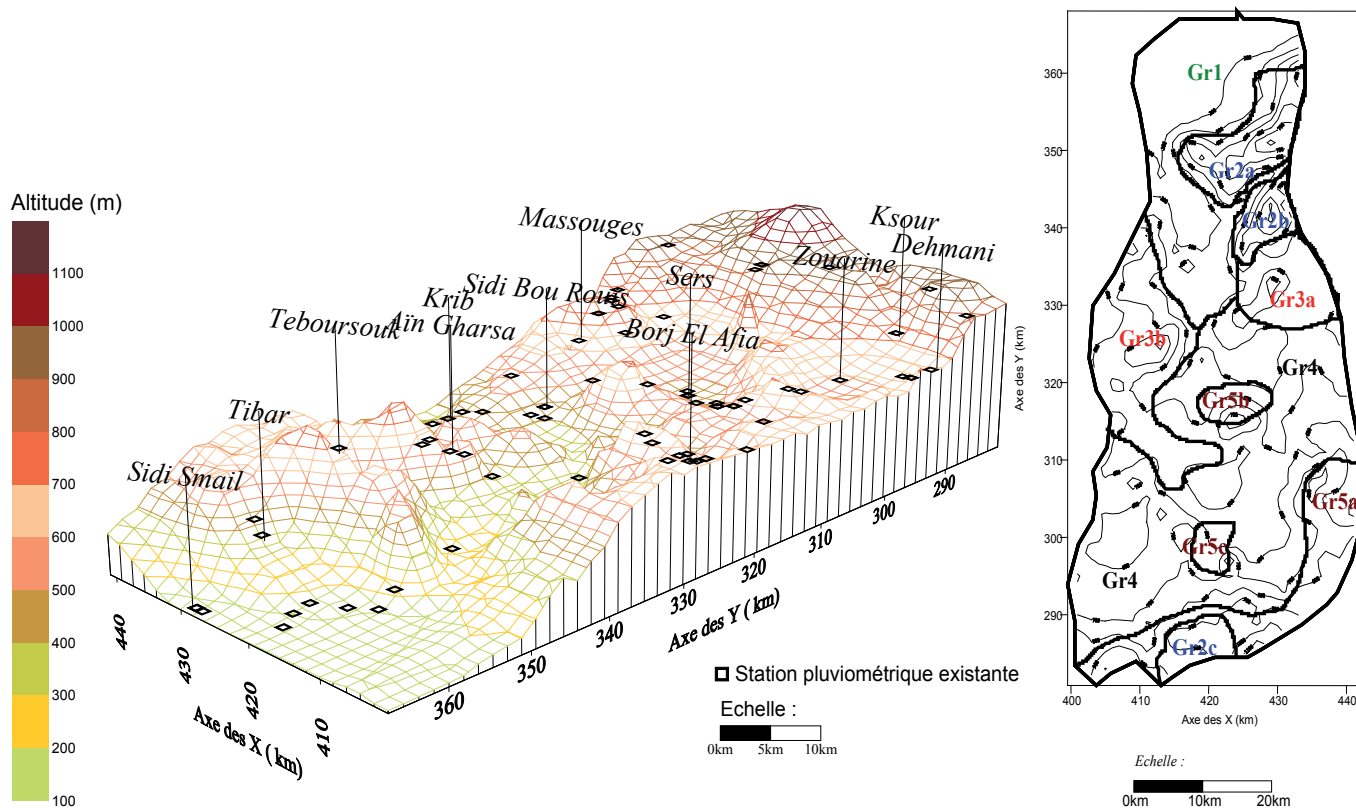 Altitude (m)
1100
1000
900
800
700
600
500
400
300
200
100
Massouges
Ksour
Dehmani
Zouarine
Sers
Sidi Bou Rouis
Krib
Aïn Gharsa
Borj El Afia
Teboursouk
Tibar
Sidi Smail
440
430
420
410
Axe des X ( km)
360
350
340
330
320
310
300
290
Axe des Y ( km)
Station pluviométrique existante
Echelle :
0km 5km 10km
360
350
340
330
320
310
300
290
Axe des Y (km)
Gr1
Gr2a
Gr2b
Gr3a
Gr3b
Gr4
Gr5b
Gr5a
Gr5c
Gr4
Gr2c
400 410 420 430 440
Axe des X (km)
Echelle :
0km 10km 20km